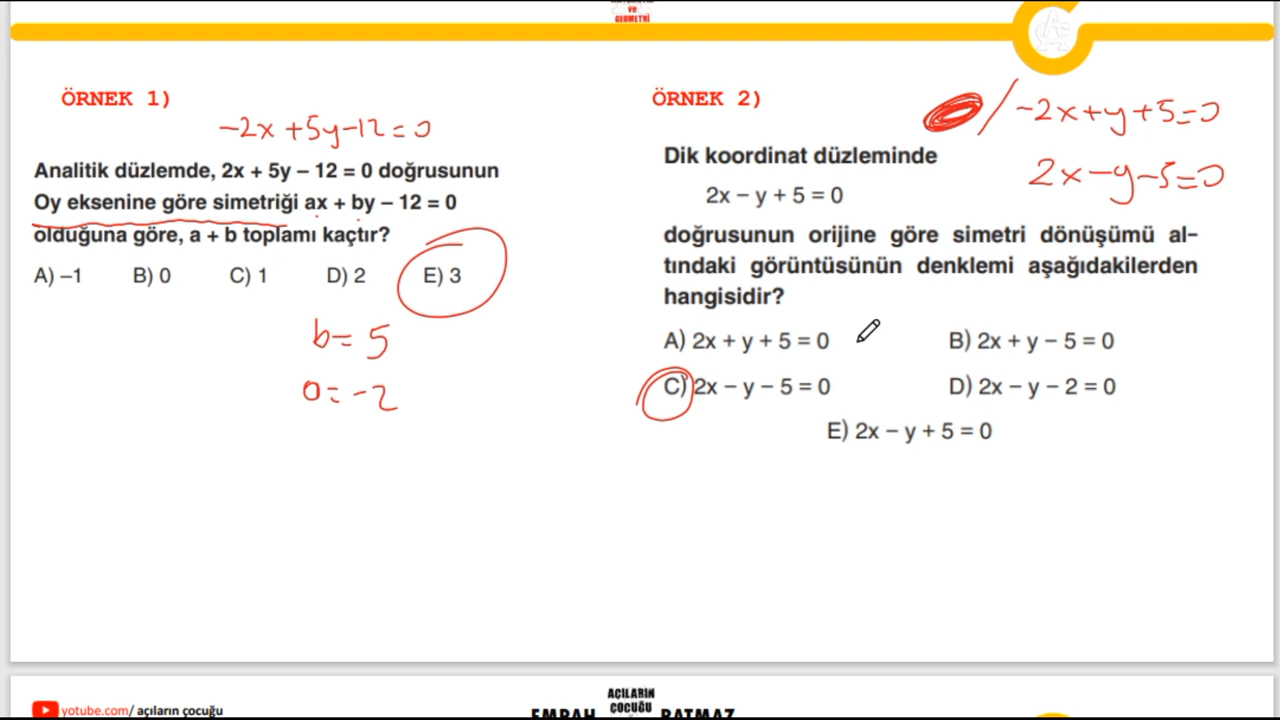 ve
GEOMETRİ
ÖRNEK 1)
-2x + 5y - 12 = 0
Analitik düzlemde, 2x + 5y – 12 = 0 doğrusunun
Oy eksenine göre simetriği ax + by – 12 = 0
olduğuna göre, a + b toplamı kaçtır?
A) –1 B) 0 C) 1 D) 2 E) 3
b = 5
a = -2
ÖRNEK 2)
-2x + y + 5 = 0
2x - y - 5 = 0
Dik koordinat düzleminde
2x – y + 5 = 0
doğrusunun orijine göre simetri dönüşümü al–
tındaki görüntüsünün denklemi aşağıdakilerden
hangisidir?
A) 2x + y + 5 = 0 B) 2x + y – 5 = 0
C) 2x – y – 5 = 0 D) 2x – y – 2 = 0
E) 2x – y + 5 = 0
yotube.com/ açıların çocuğu
AÇILARIN
ÇOCUĞU
EMRAH BATMAZ